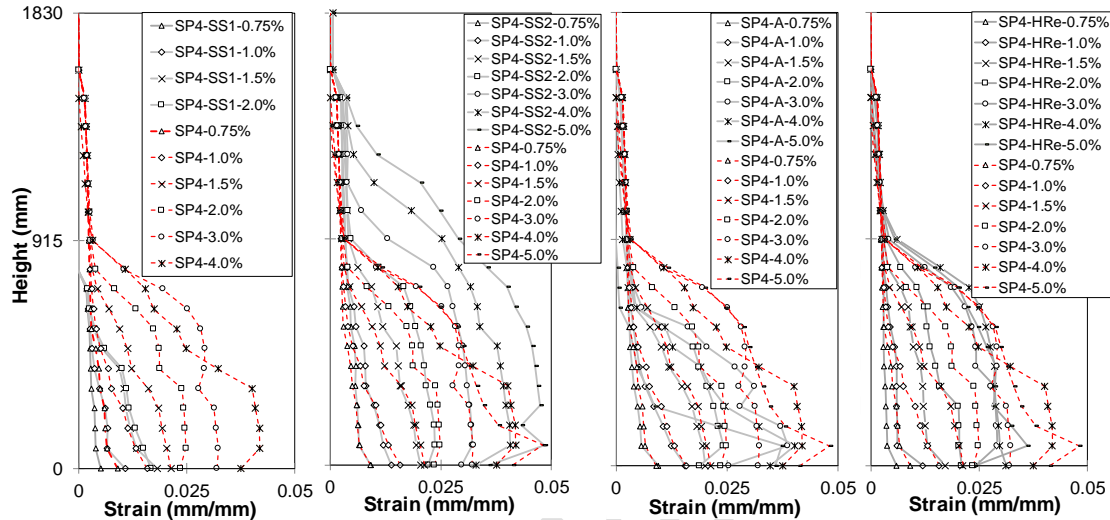 1830
915
0
Height (mm)
SP4-SS1-0.75%
SP4-SS1-1.0%
SP4-SS1-1.5%
SP4-SS1-2.0%
SP4-0.75%
SP4-1.0%
SP4-1.5%
SP4-2.0%
SP4-3.0%
SP4-4.0%
0 0.025 0.05
Strain (mm/mm)
SP4-SS2-0.75%
SP4-SS2-1.0%
SP4-SS2-1.5%
SP4-SS2-2.0%
SP4-SS2-3.0%
SP4-SS2-4.0%
SP4-SS2-5.0%
SP4-0.75%
SP4-1.0%
SP4-1.5%
SP4-2.0%
SP4-3.0%
SP4-4.0%
SP4-5.0%
0 0.025 0.05
Strain (mm/mm)
SP4-A-0.75%
SP4-A-1.0%
SP4-A-1.5%
SP4-A-2.0%
SP4-A-3.0%
SP4-A-4.0%
SP4-A-5.0%
SP4-0.75%
SP4-1.0%
SP4-1.5%
SP4-2.0%
SP4-3.0%
SP4-4.0%
SP4-5.0%
0 0.025 0.05
Strain (mm/mm)
SP4-HRe-0.75%
SP4-HRe-1.0%
SP4-HRe-1.5%
SP4-HRe-2.0%
SP4-HRe-3.0%
SP4-HRe-4.0%
SP4-HRe-5.0%
SP4-0.75%
SP4-1.0%
SP4-1.5%
SP4-2.0%
SP4-3.0%
SP4-4.0%
SP4-5.0%
0 0.025 0.05
Strain (mm/mm)